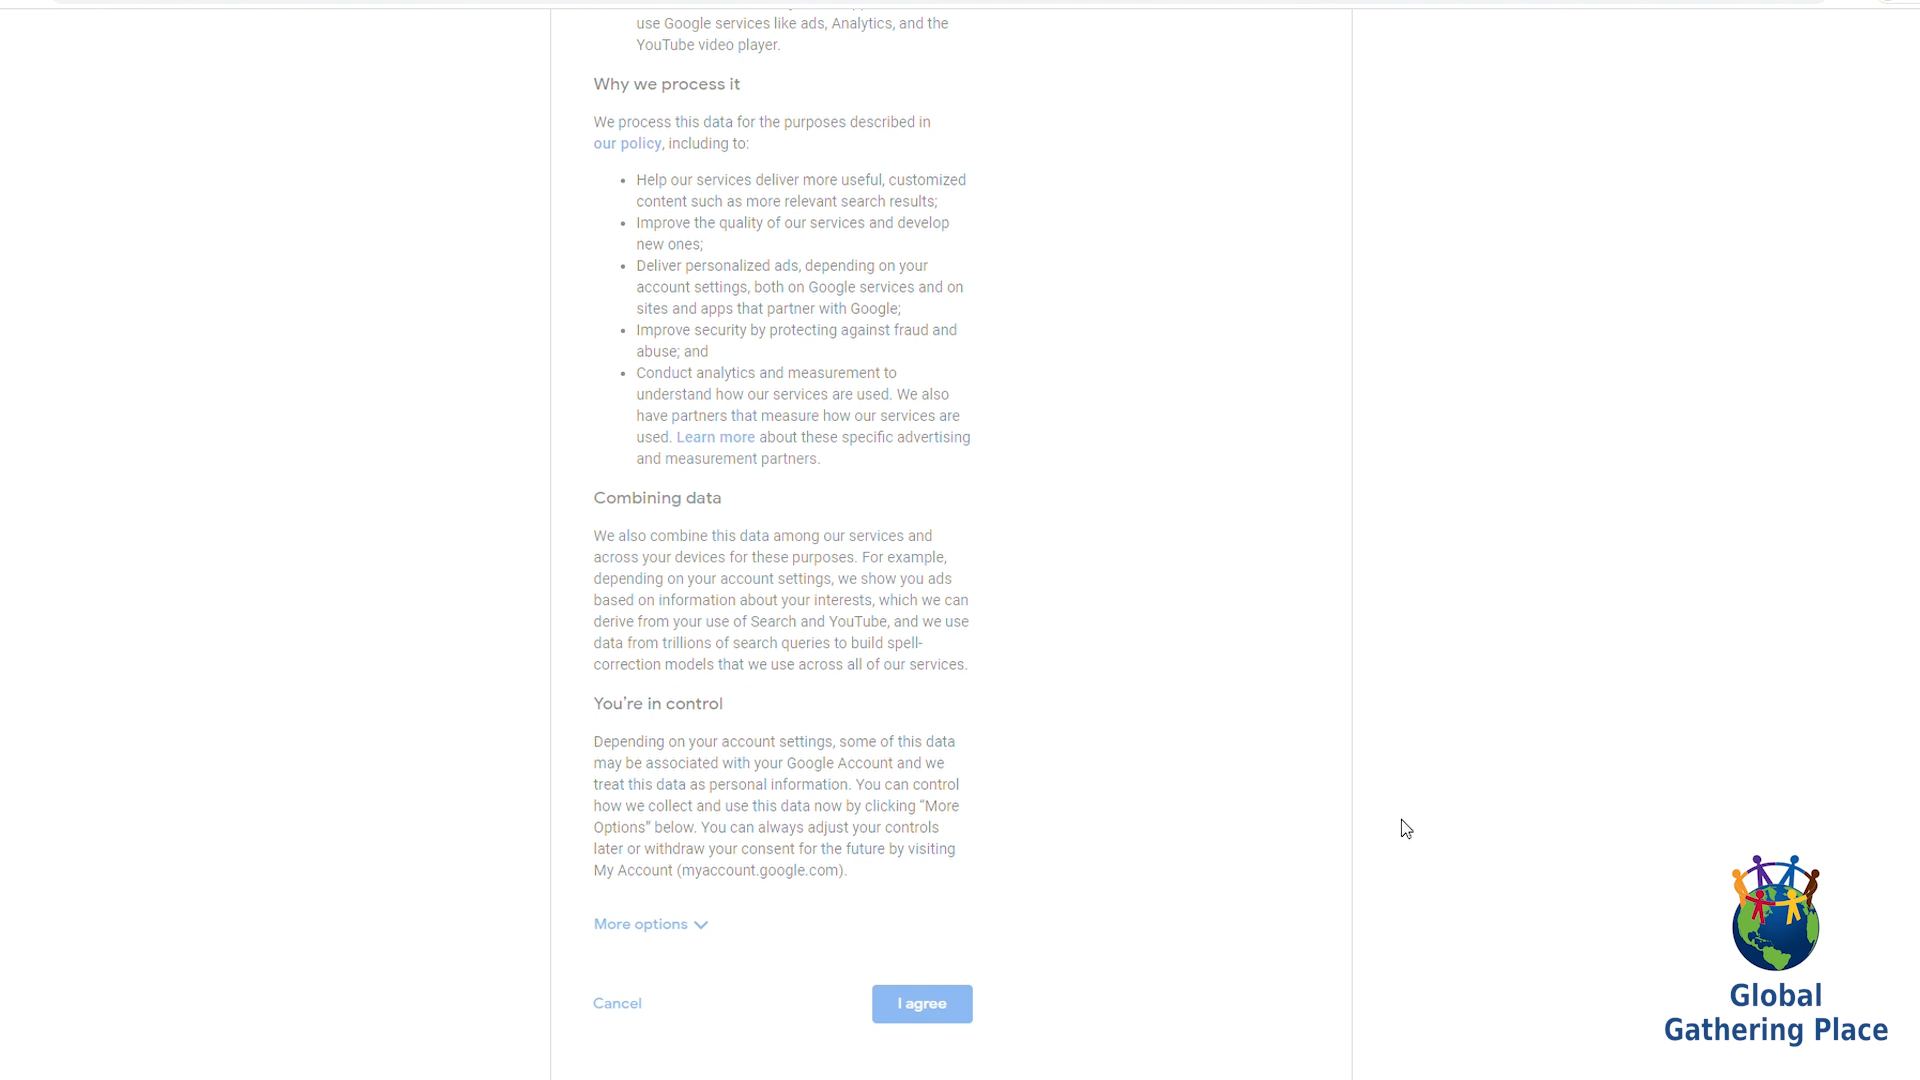 use Google services like ads, Analytics, and the
YouTube video player.
Why we process it
We process this data for the purposes described in
our policy, including to:
• Help our services deliver more useful, customized
content such as more relevant search results;
• Improve the quality of our services and develop
new ones;
• Deliver personalized ads, depending on your
account settings, both on Google services and on
sites and apps that partner with Google;
• Improve security by protecting against fraud and
abuse; and
• Conduct analytics and measurement to
understand how our services are used. We also
have partners that measure how our services are
used. Learn more about these specific advertising
and measurement partners.
Combining data
We also combine this data among our services and
across your devices for these purposes. For example,
depending on your account settings, we show you ads
based on information about your interests, which we can
derive from your use of Search and YouTube, and we use
data from trillions of search queries to build spell-
correction models that we use across all of our services.
You’re in control
Depending on your account settings, some of this data
may be associated with your Google Account and we
treat this data as personal information. You can control
how we collect and use this data now by clicking “More
Options” below. You can always adjust your controls
later or withdraw your consent for the future by visiting
My Account (myaccount.google.com).
More options
Cancel
I agree
Global
Gathering Place